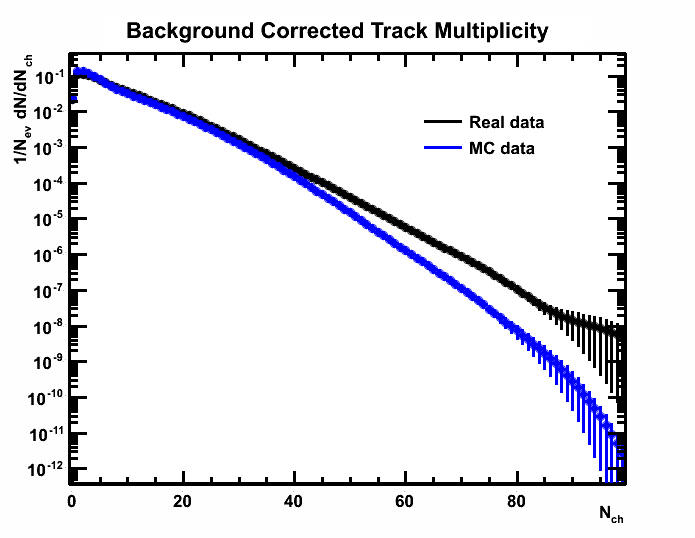 Background Corrected Track Multiplicity
1/N_ev dN/dN_ch
10^-1
10^-2
10^-3
10^-4
10^-5
10^-6
10^-7
10^-8
10^-9
10^-10
10^-11
10^-12
Real data
MC data
0 20 40 60 80
N_ch